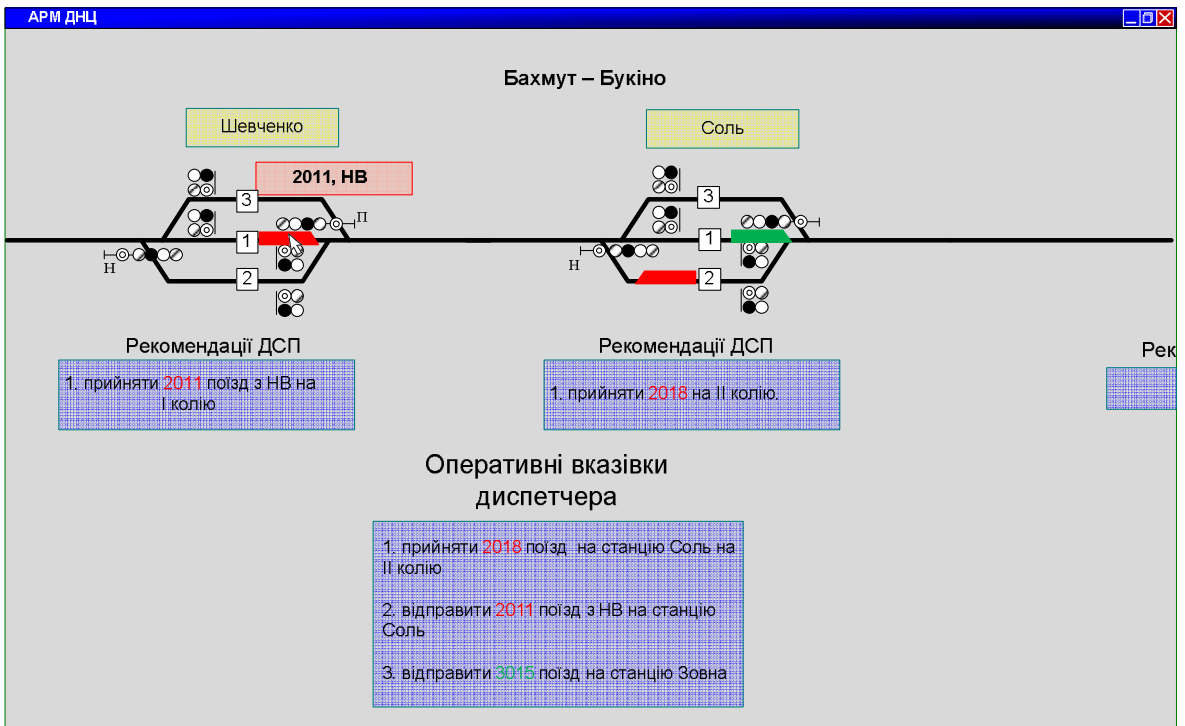 АРМ ДНЦ
Бахмут – Букіно
Шевченко
Соль
2011, НВ
3
3
П
1
1
Н
Н
2
2
Рекомендації ДСП
Рекомендації ДСП
Рек
1. прийняти 2011 поїзд з НВ на
І колію
1. прийняти 2018 на ІІ колію.
Оперативні вказівки
диспетчера
1. прийняти 2018 поїзд на станцію Соль на
ІІ колію
2. відправити 2011 поїзд з НВ на станцію
Соль
3. відправити 3015 поїзд на станцію Зовна